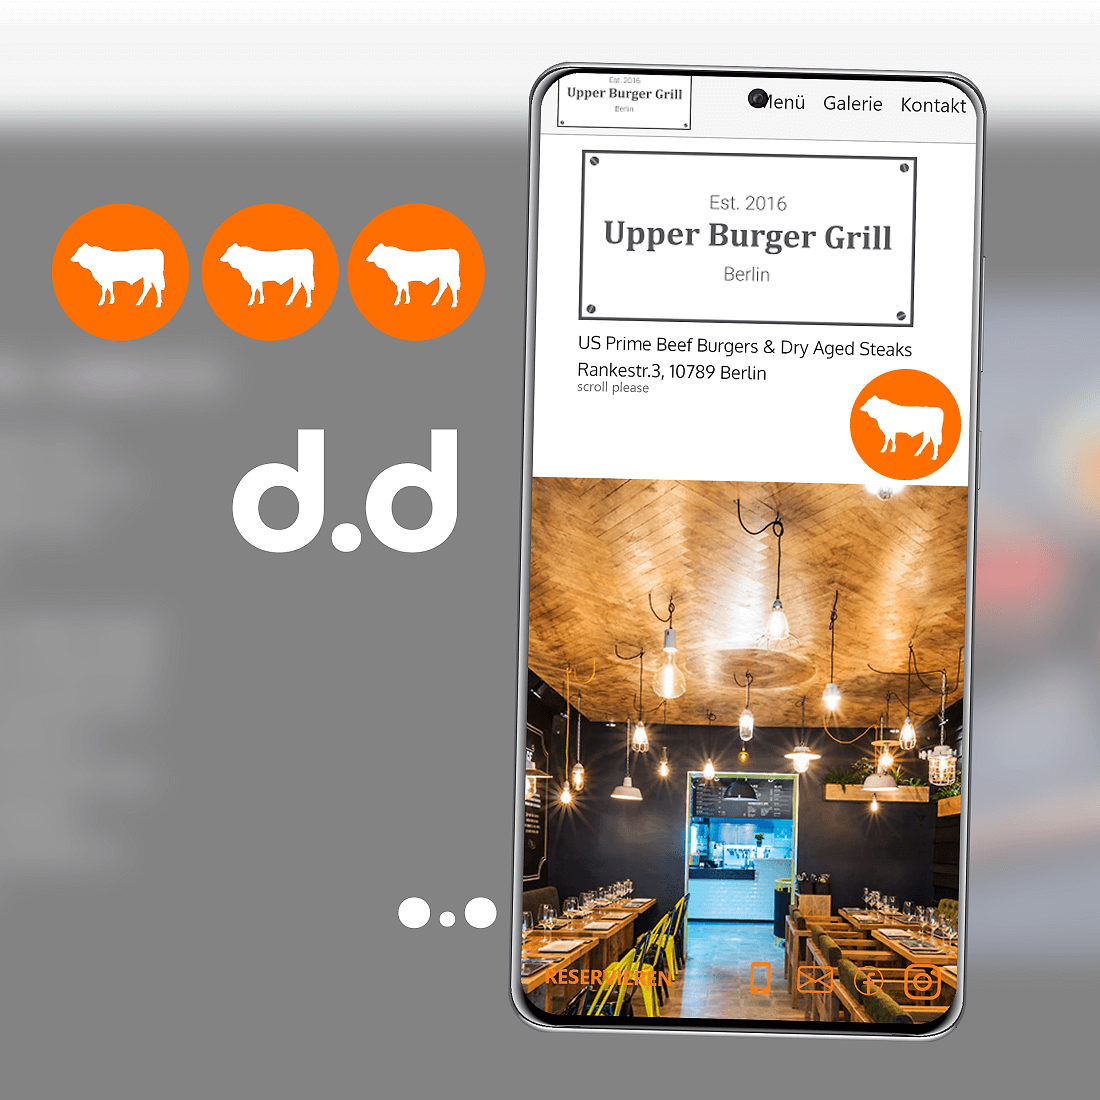 Est. 2016
Upper Burger Grill
Berlin
Menü Galerie Kontakt
Est. 2016
Upper Burger Grill
Berlin
US Prime Beef Burgers & Dry Aged Steaks
Rankestr.3, 10789 Berlin
scroll please
d.d
RESERVIEREN